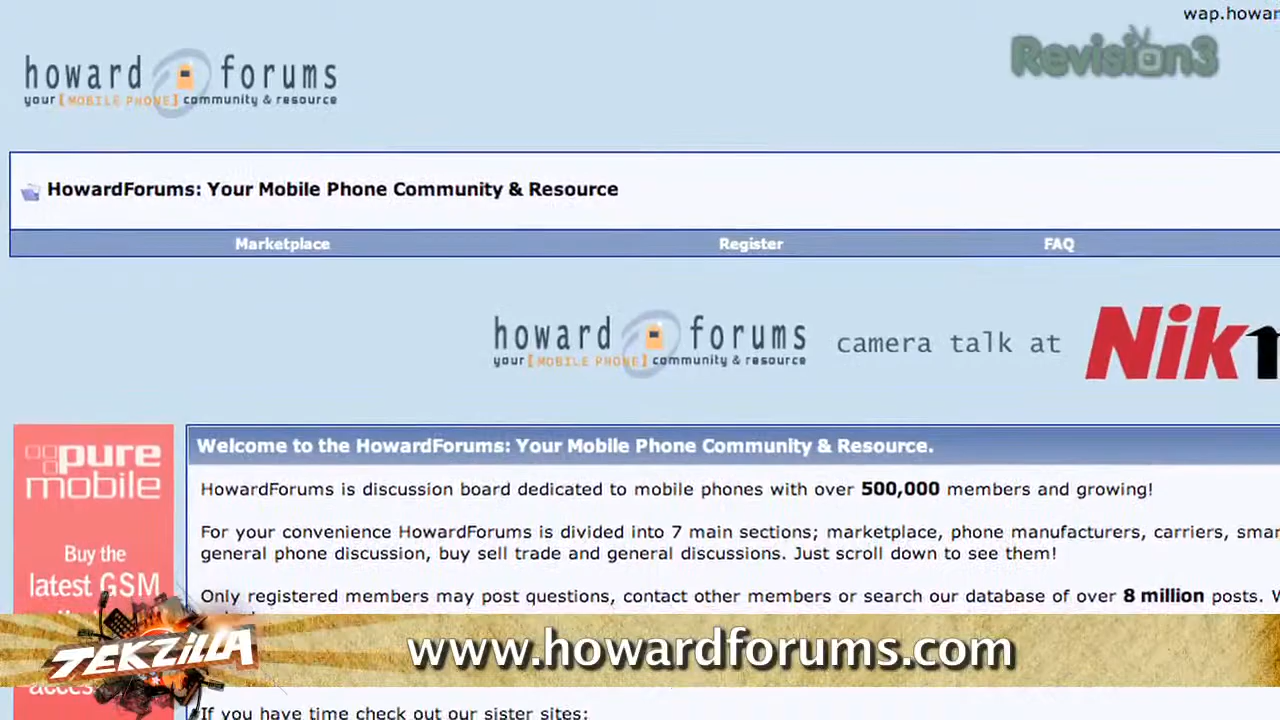 wap.howar
howard forums
your [MOBILE PHONE] community & resource
Revision3
HowardForums: Your Mobile Phone Community & Resource
Marketplace Register FAQ
howard forums
your [MOBILE PHONE] community & resource
camera talk at
Nik
pure
mobile
Welcome to the HowardForums: Your Mobile Phone Community & Resource.
HowardForums is discussion board dedicated to mobile phones with over 500,000 members and growing!
For your convenience HowardForums is divided into 7 main sections; marketplace, phone manufacturers, carriers, smar
general phone discussion, buy sell trade and general discussions. Just scroll down to see them!
Buy the
latest GSM
Only registered members may post questions, contact other members or search our database of over 8 million posts. W
TEKZILLA
www.howardforums.com
If you have time check out our sister sites: